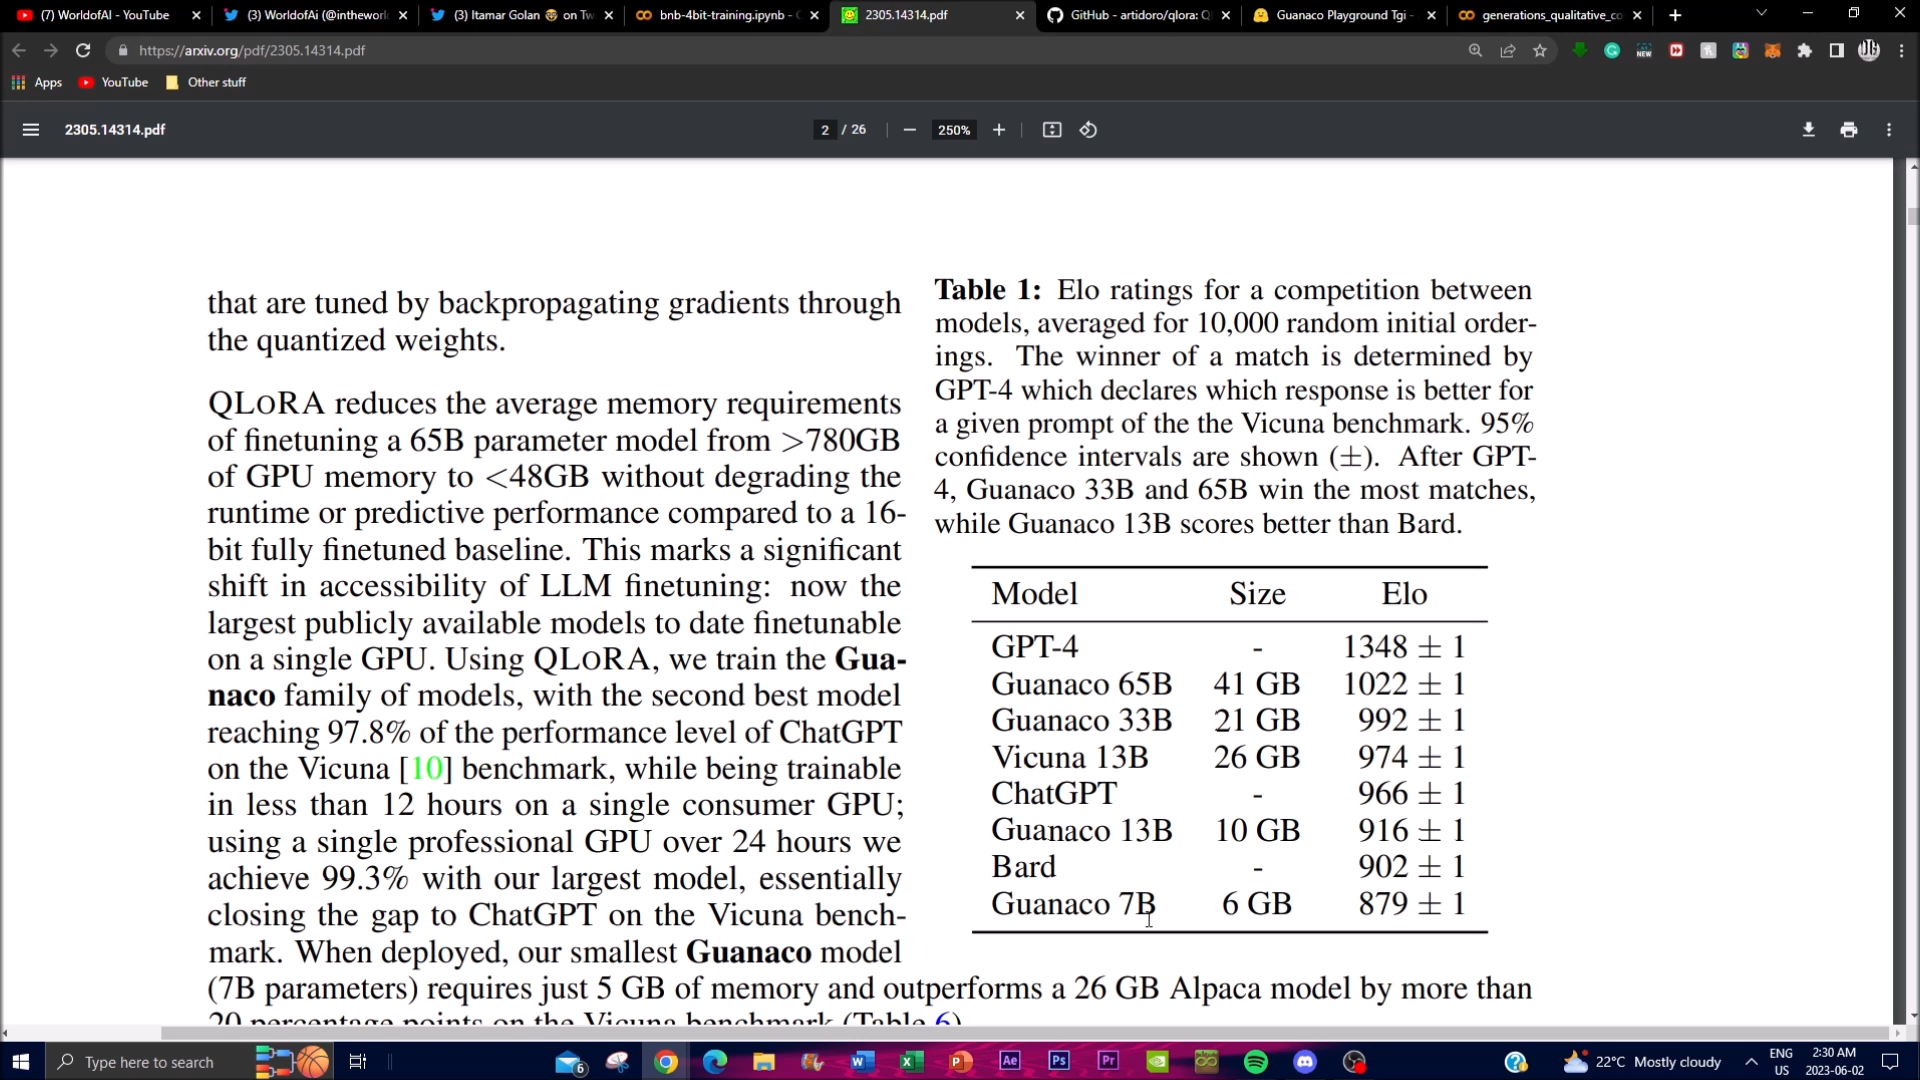 (7) WorldofAI - YouTube
(3) WorldofAi (@intheworl
(3) Itamar Golan 🤓 on Tw
bnb-4bit-training.ipynb - C
2305.14314.pdf
GitHub - artidoro/qlora: Q
Guanaco Playground Tgi -
generations_qualitative_co
https://arxiv.org/pdf/2305.14314.pdf
NEW
Apps
YouTube
Other stuff
2305.14314.pdf
2 / 26
250%
that are tuned by backpropagating gradients through
the quantized weights.
QLORA reduces the average memory requirements
of finetuning a 65B parameter model from >780GB
of GPU memory to <48GB without degrading the
runtime or predictive performance compared to a 16-
bit fully finetuned baseline. This marks a significant
shift in accessibility of LLM finetuning: now the
largest publicly available models to date finetunable
on a single GPU. Using QLORA, we train the Gua-
naco family of models, with the second best model
reaching 97.8% of the performance level of ChatGPT
on the Vicuna [10] benchmark, while being trainable
in less than 12 hours on a single consumer GPU;
using a single professional GPU over 24 hours we
achieve 99.3% with our largest model, essentially
closing the gap to ChatGPT on the Vicuna bench-
mark. When deployed, our smallest Guanaco model
(7B parameters) requires just 5 GB of memory and outperforms a 26 GB Alpaca model by more than
20 percentage points on the Vicuna benchmark (Table 6).
Table 1: Elo ratings for a competition between
models, averaged for 10,000 random initial order-
ings. The winner of a match is determined by
GPT-4 which declares which response is better for
a given prompt of the the Vicuna benchmark. 95%
confidence intervals are shown (±). After GPT-
4, Guanaco 33B and 65B win the most matches,
while Guanaco 13B scores better than Bard.
Model Size Elo
GPT-4 - 1348 ± 1
Guanaco 65B 41 GB 1022 ± 1
Guanaco 33B 21 GB 992 ± 1
Vicuna 13B 26 GB 974 ± 1
ChatGPT - 966 ± 1
Guanaco 13B 10 GB 916 ± 1
Bard - 902 ± 1
Guanaco 7B 6 GB 879 ± 1
Type here to search
6
Ae
Ps
Pr
22°C Mostly cloudy
ENG
US
2:30 AM
2023-06-02